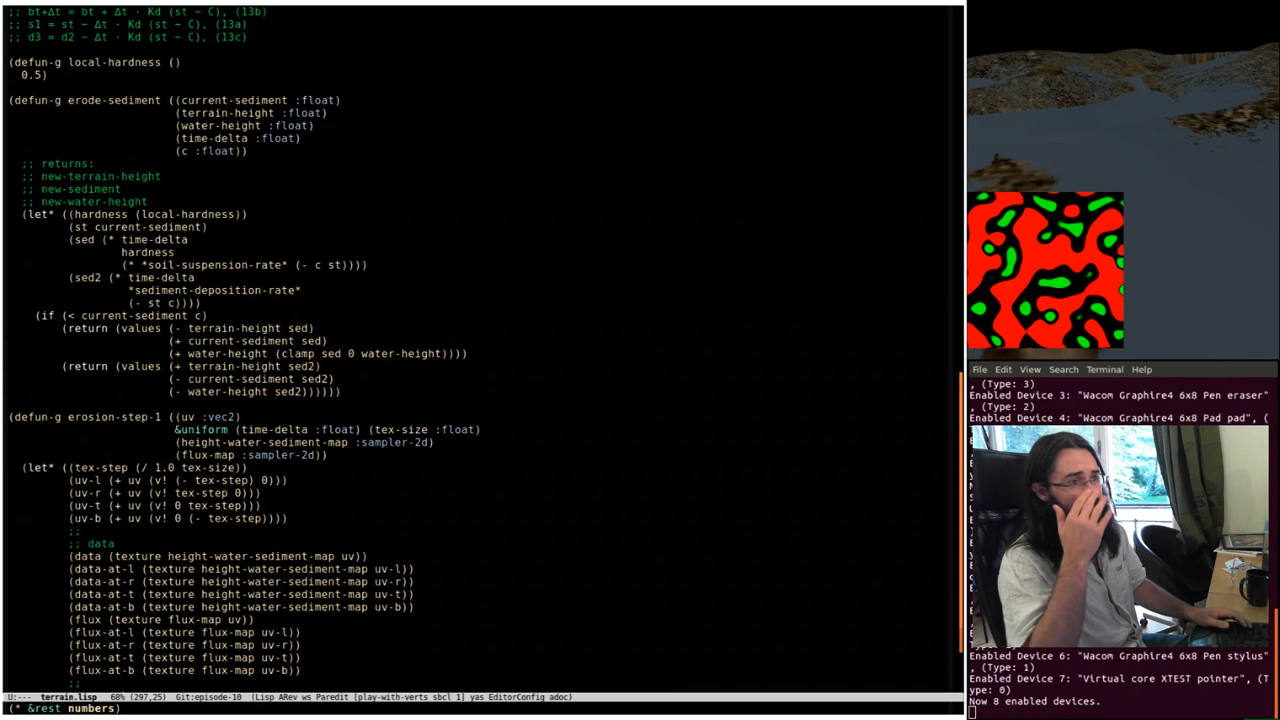 ;; bt+Δt = bt + Δt · Kd (st − C), (13b)
;; s1 = st − Δt · Kd (st − C), (13a)
;; d3 = d2 − Δt · Kd (st − C), (13c)
(defun-g local-hardness ()
  0.5)
(defun-g erode-sediment ((current-sediment :float)
                         (terrain-height :float)
                         (water-height :float)
                         (time-delta :float)
                         (c :float))
  ;; returns:
  ;; new-terrain-height
  ;; new-sediment
  ;; new-water-height
  (let* ((hardness (local-hardness))
         (st current-sediment)
         (sed (* time-delta
                 hardness
                 (* *soil-suspension-rate* (- c st))))
         (sed2 (* time-delta
                  *sediment-deposition-rate*
                  (- st c))))
    (if (< current-sediment c)
        (return (values (- terrain-height sed)
                        (+ current-sediment sed)
                        (+ water-height (clamp sed 0 water-height))))
        (return (values (+ terrain-height sed2)
                        (- current-sediment sed2)
                        (- water-height sed2))))))
(defun-g erosion-step-1 ((uv :vec2)
                         &uniform (time-delta :float) (tex-size :float)
                         (height-water-sediment-map :sampler-2d)
                         (flux-map :sampler-2d))
  (let* ((tex-step (/ 1.0 tex-size))
         (uv-l (+ uv (v! (- tex-step) 0)))
         (uv-r (+ uv (v! tex-step 0)))
         (uv-t (+ uv (v! 0 tex-step)))
         (uv-b (+ uv (v! 0 (- tex-step))))
         ;;
         ;; data
         (data (texture height-water-sediment-map uv))
         (data-at-l (texture height-water-sediment-map uv-l))
         (data-at-r (texture height-water-sediment-map uv-r))
         (data-at-t (texture height-water-sediment-map uv-t))
         (data-at-b (texture height-water-sediment-map uv-b))
         (flux (texture flux-map uv))
         (flux-at-l (texture flux-map uv-l))
         (flux-at-r (texture flux-map uv-r))
         (flux-at-t (texture flux-map uv-t))
         (flux-at-b (texture flux-map uv-b))
         ;;
U:--- terrain.lisp 68% (297,25) Git:episode-10 (Lisp ARev ws Paredit [play-with-verts sbcl 1] yas EditorConfig adoc)
(* &rest numbers)
File Edit View Search Terminal Help
, (Type: 3)
Enabled Device 3: "Wacom Graphire4 6x8 Pen eraser"
, (Type: 2)
Enabled Device 4: "Wacom Graphire4 6x8 Pad pad", (
Enabled Device 6: "Wacom Graphire4 6x8 Pen stylus"
, (Type: 1)
Enabled Device 7: "Virtual core XTEST pointer", (T
ype: 0)
Now 8 enabled devices.